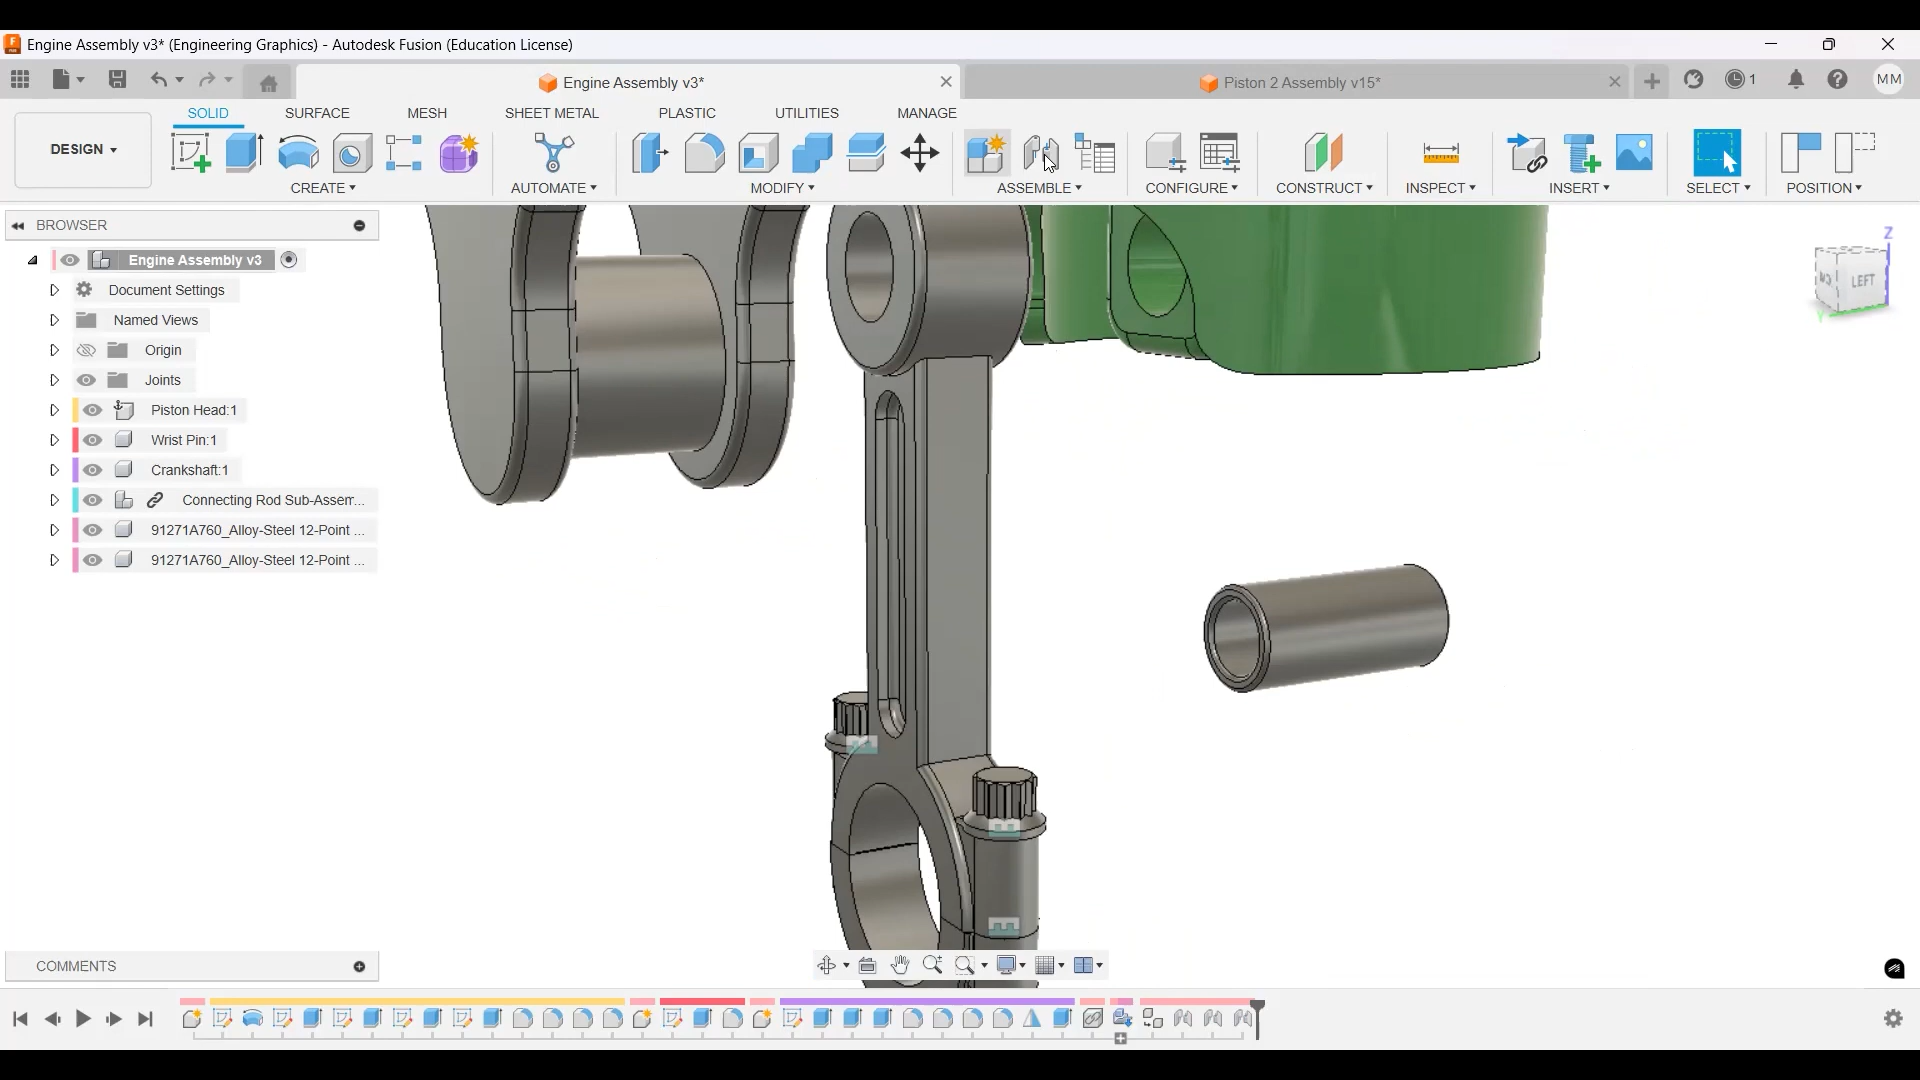 Engine Assembly v3* (Engineering Graphics) - Autodesk Fusion (Education License)
Engine Assembly v3*
Piston 2 Assembly v15*
1
MM
SOLID
SURFACE
MESH
SHEET METAL
PLASTIC
UTILITIES
MANAGE
DESIGN
CREATE
AUTOMATE
MODIFY
ASSEMBLE
CONFIGURE
CONSTRUCT
INSPECT
INSERT
SELECT
POSITION
BROWSER
Engine Assembly v3
Document Settings
Named Views
Origin
Joints
Piston Head:1
Wrist Pin:1
Crankshaft:1
Connecting Rod Sub-Assem...
91271A760_Alloy-Steel 12-Point ...
91271A760_Alloy-Steel 12-Point ...
Z
LEFT
Y
COMMENTS